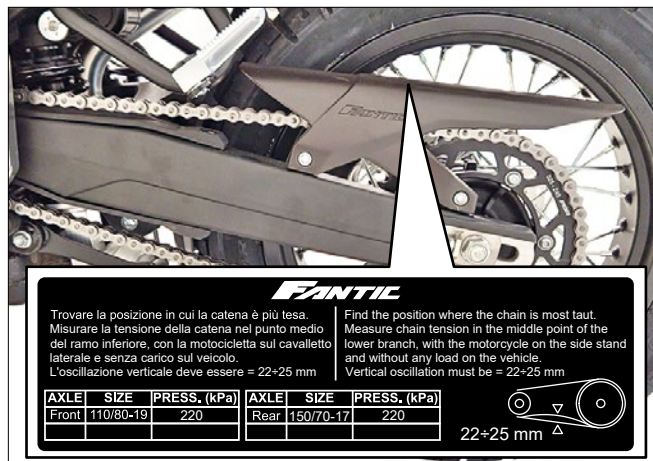 FANTIC
FANTIC
Trovare la posizione in cui la catena è più tesa.
Misurare la tensione della catena nel punto medio
del ramo inferiore, con la motocicletta sul cavalletto
laterale e senza carico sul veicolo.
L'oscillazione verticale deve essere = 22÷25 mm
Find the position where the chain is most taut.
Measure chain tension in the middle point of the
lower branch, with the motorcycle on the side stand
and without any load on the vehicle.
Vertical oscillation must be = 22÷25 mm
AXLE SIZE PRESS. (kPa)
Front 110/80-19 220
AXLE SIZE PRESS. (kPa)
Rear 150/70-17 220
22÷25 mm